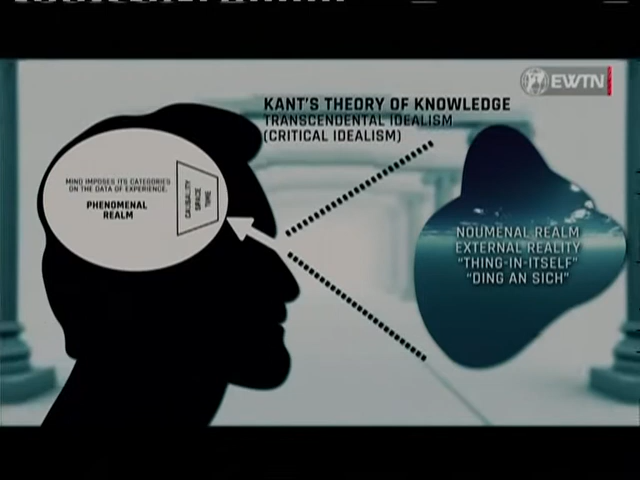 EWTN
KANT'S THEORY OF KNOWLEDGE
TRANSCENDENTAL IDEALISM
(CRITICAL IDEALISM)
MIND IMPOSES ITS CATEGORIES
ON THE DATA OF EXPERIENCE.
PHENOMENAL
REALM
CAUSALITY
SPACE
TIME
NOUMENAL REALM
EXTERNAL REALITY
"THING-IN-ITSELF"
"DING AN SICH"